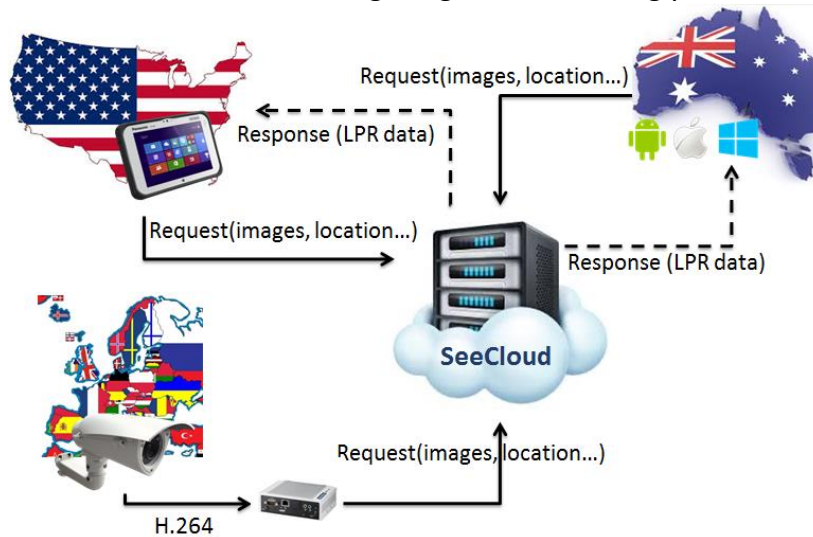 Request(images, location...)
Response (LPR data)
Request(images, location...)
Response (LPR data)
SeeCloud
Request(images, location...)
H.264